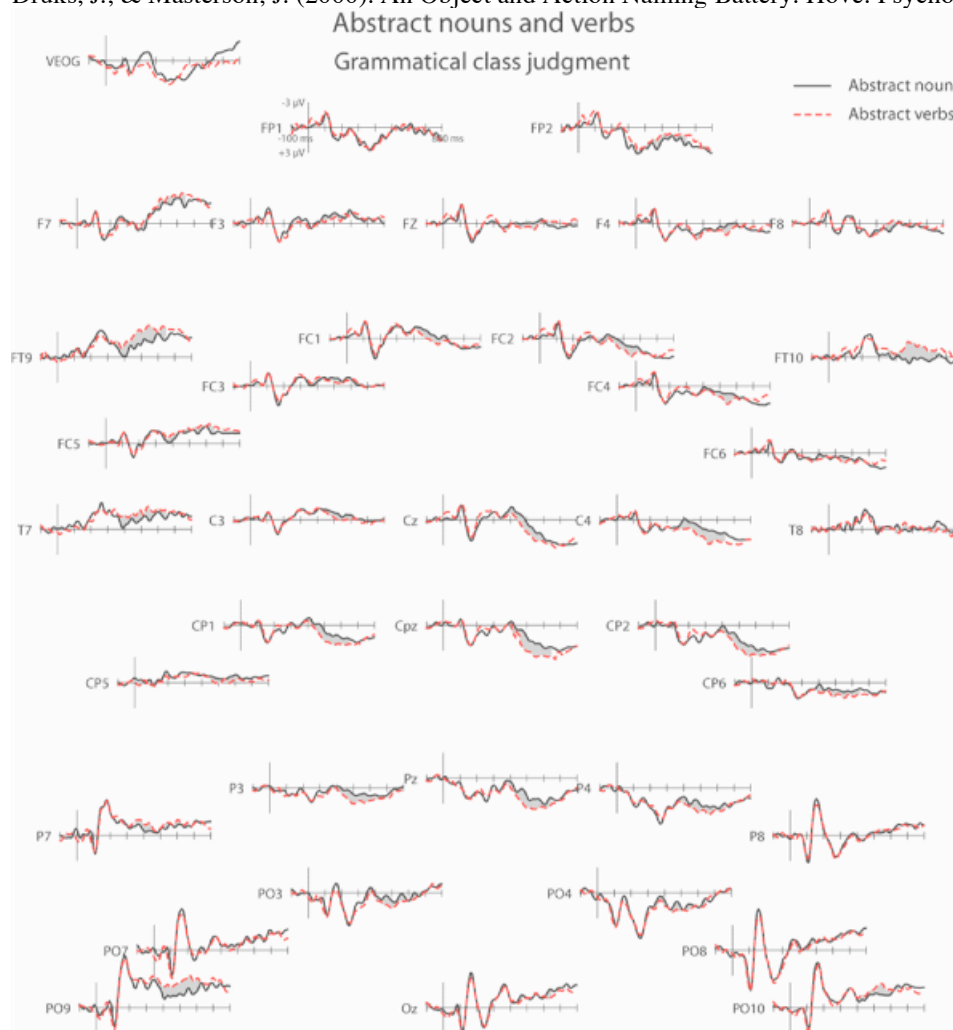 Druks, J., & Masterson, J. (2000). An Object and Action Naming Battery. Hove: Psycho
Abstract nouns and verbs
Grammatical class judgment
VEOG
Abstract noun
Abstract verbs
-3 µV
FP1
-100 ms
+3 µV
FP2
F7
F3
FZ
F4
F8
FT9
FC1
FC2
FT10
FC3
FC4
FC5
FC6
T7
C3
Cz
C4
T8
CP1
Cpz
CP2
CP5
CP6
P3
Pz
P4
P7
P8
PO3
PO4
PO7
PO8
PO9
Oz
PO10